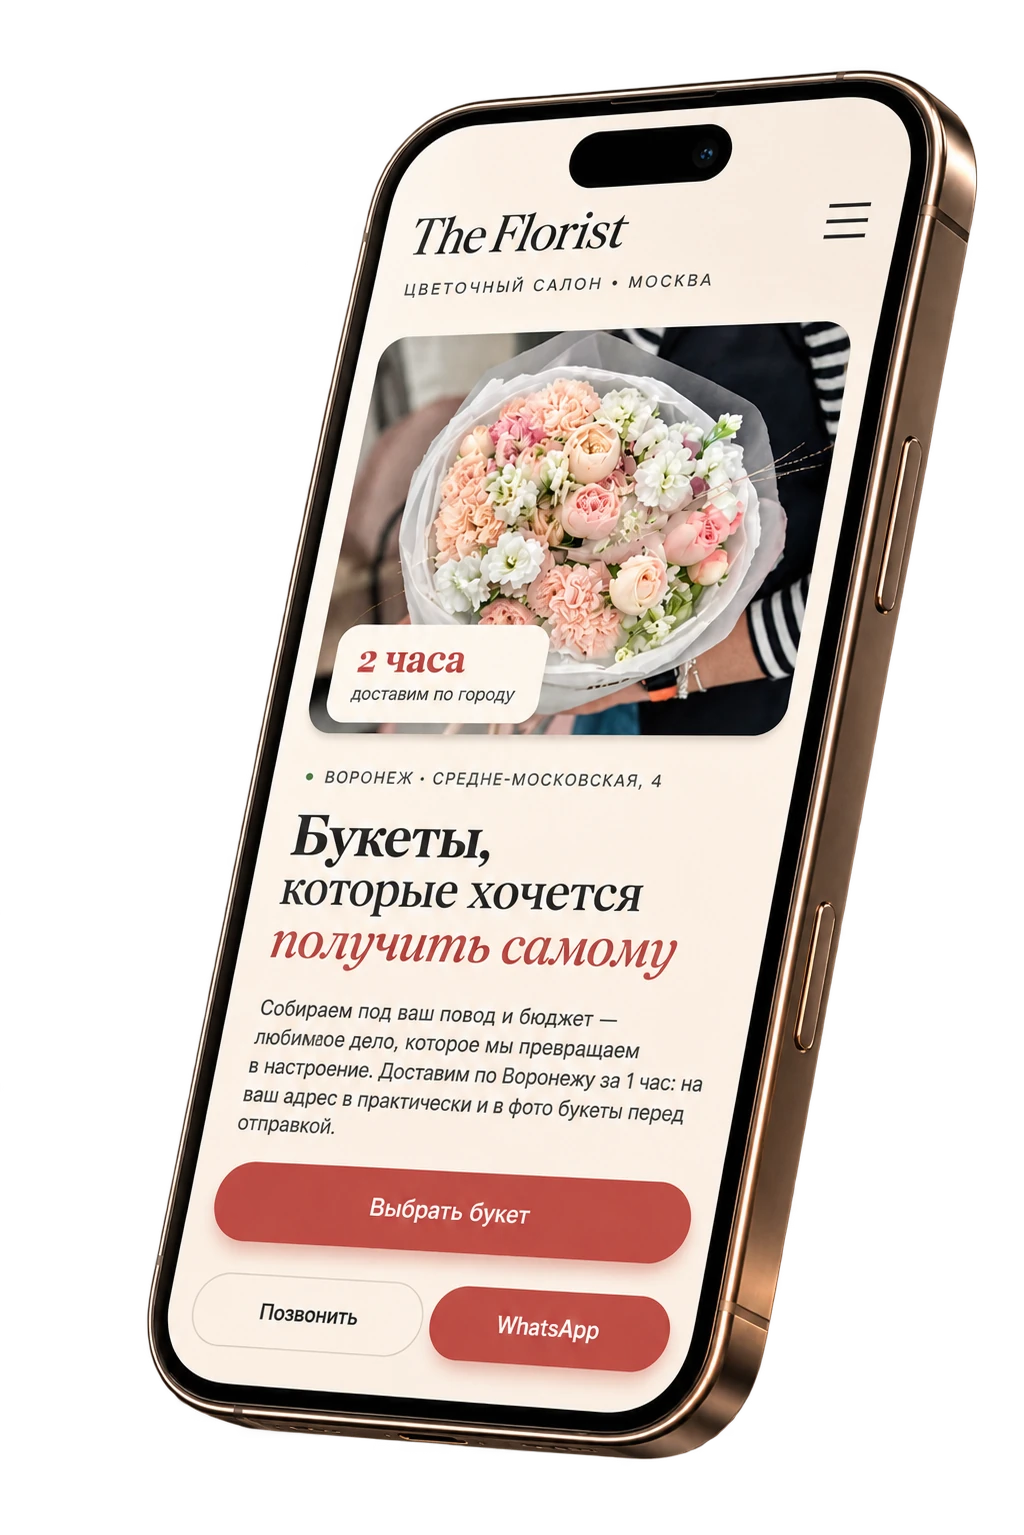 The Florist
ЦВЕТОЧНЫЙ САЛОН • МОСКВА
2 часа
доставим по городу
• ВОРОНЕЖ · СРЕДНЕ-МОСКОВСКАЯ, 4
Букеты,
которые хочется
получить самому
Собираем под ваш повод и бюджет —
любимвое дело, которое мы превращаем
в настроение. Доставим по Воронежу за 1 час: на
ваш адрес в практически и в фото букеты перед
отправкой.
Выбрать букет
Позвонить
WhatsApp